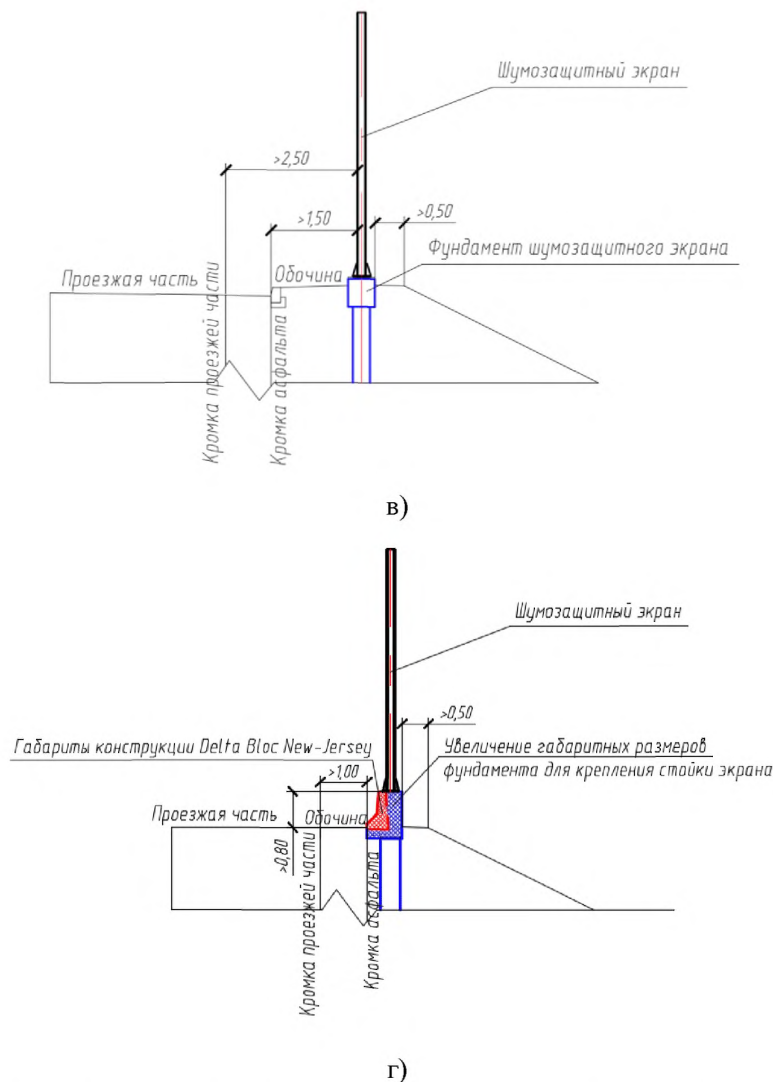 Шумозащитный экран
>2,50
>1,50
>0,50
Фундамент шумозащитного экрана
Проезжая часть
Обочина
Кромка проезжей части
Кромка асфальта
в)
Шумозащитный экран
>0,50
Габариты конструкции Delta Bloc New-Jersey
Увеличение габаритных размеров
фундамента для крепления стойки экрана
>1,00
Проезжая часть
Обочина
>0,80
Кромка проезжей части
Кромка асфальта
г)